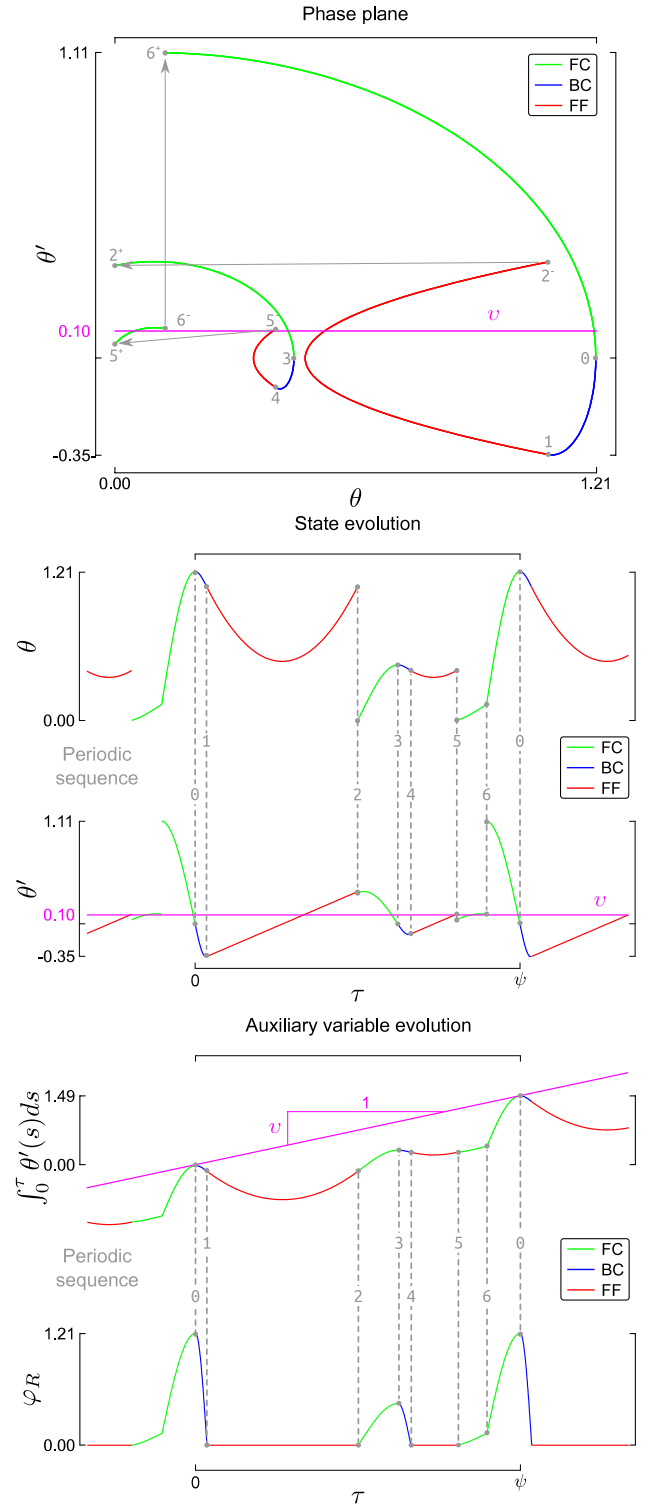 Phase plane
1.11
6⁺
FC
BC
FF
θ′
2⁺
2⁻
υ
6⁻
5
0.10
5⁺
3
0
4
1
-0.35
0.00
1.21
θ
State evolution
1.21
θ
0.00
Periodic
sequence
1
3
5
0
0
2
4
6
FC
BC
FF
1.11
θ′
υ
0.10
-0.35
0
ψ
τ
Auxiliary variable evolution
1.49
1
υ
∫₀^τ θ′(s)ds
0.00
Periodic
sequence
1
3
5
0
0
2
4
6
FC
BC
FF
1.21
φ_R
0.00
0
ψ
τ